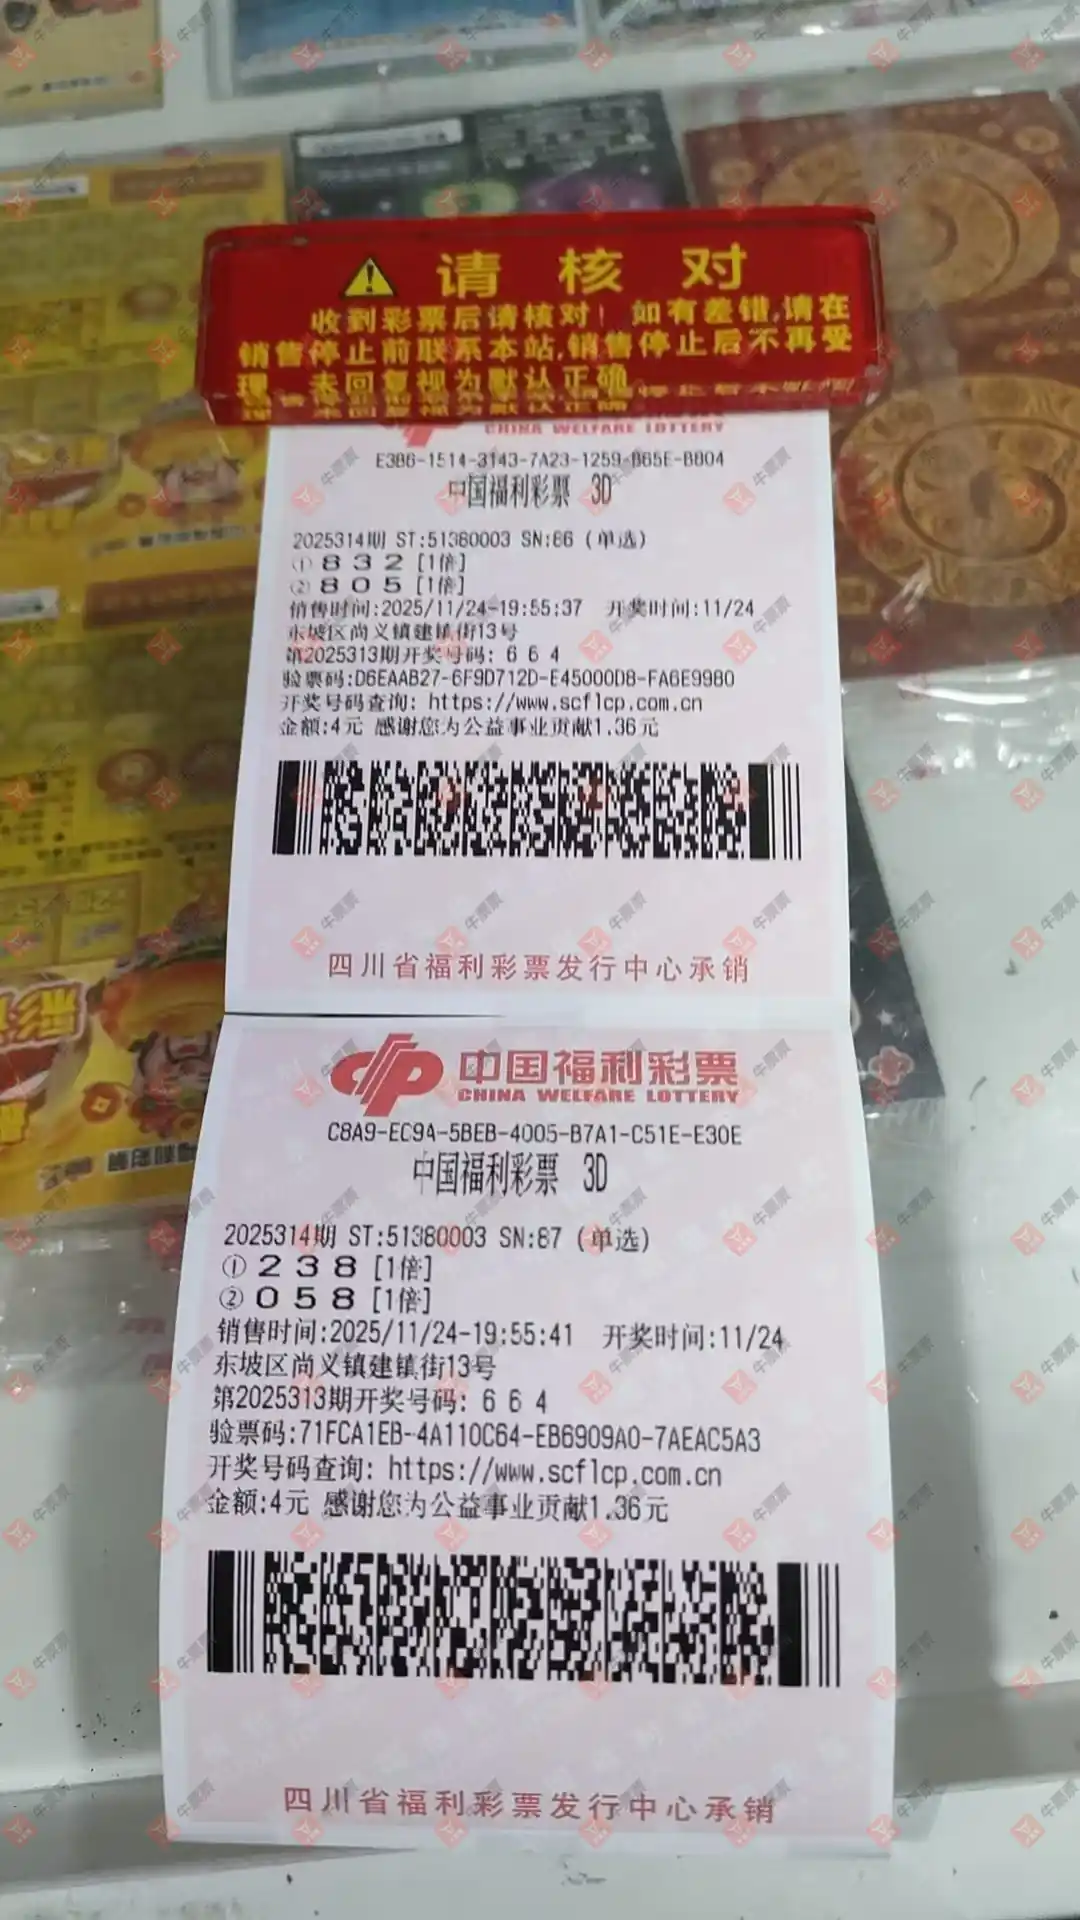 请核对
收到彩票后请核对！如有差错,请在
销售停止前联系本站,销售停止后不再受
理，未回复视为默认正确
CHINA WELFARE LOTTERY
E3B6-1514-3143-7A23-1259-B65E-B804
中国福利彩票 3D
2025314期 ST:51380003 SN:86 (单选)
① 8 3 2 [1倍]
② 8 0 5 [1倍]
销售时间:2025/11/24-19:55:37 开奖时间:11/24
东坡区尚义镇建镇街13号
第2025313期开奖号码: 6 6 4
验票码:D6EAAB27-6F9D712D-E45000D8-FA6E9980
开奖号码查询: https://www.scflcp.com.cn
金额:4元 感谢您为公益事业贡献1.36元
四川省福利彩票发行中心承销
中国福利彩票
CHINA WELFARE LOTTERY
C8A9-EC9A-5BEB-4005-B7A1-C51E-E30E
中国福利彩票 3D
2025314期 ST:51380003 SN:87 (单选)
① 2 3 8 [1倍]
② 0 5 8 [1倍]
销售时间:2025/11/24-19:55:41 开奖时间:11/24
东坡区尚义镇建镇街13号
第2025313期开奖号码: 6 6 4
验票码:71FCA1EB-4A110C64-EB6909A0-7AEAC5A3
开奖号码查询: https://www.scflcp.com.cn
金额:4元 感谢您为公益事业贡献1.36元
四川省福利彩票发行中心承销
牛票票